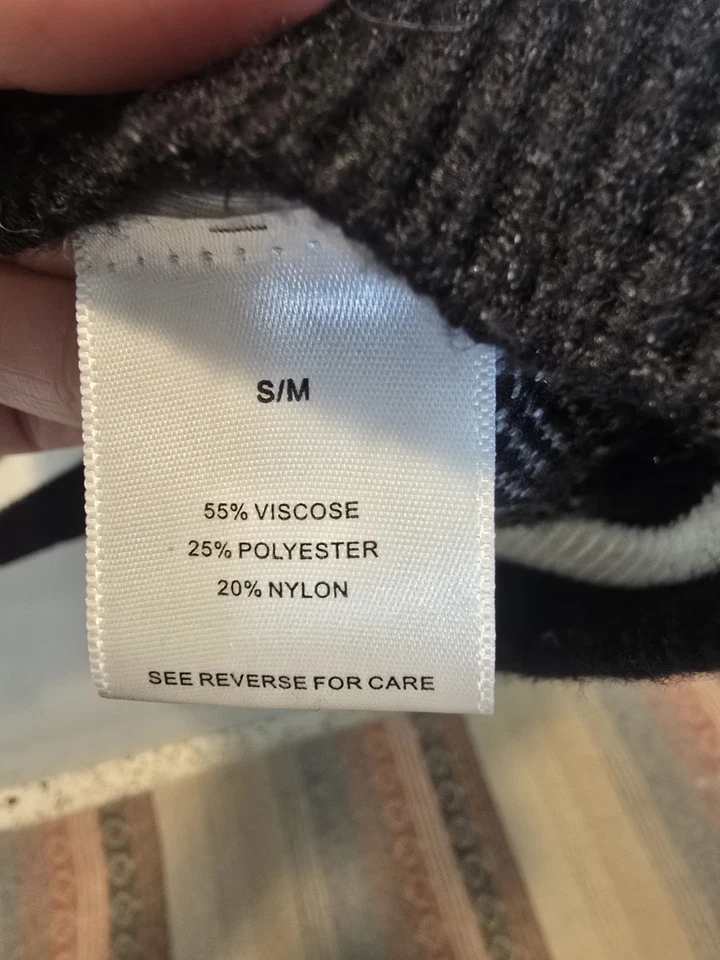 S/M
55% VISCOSE
25% POLYESTER
20% NYLON
SEE REVERSE FOR CARE